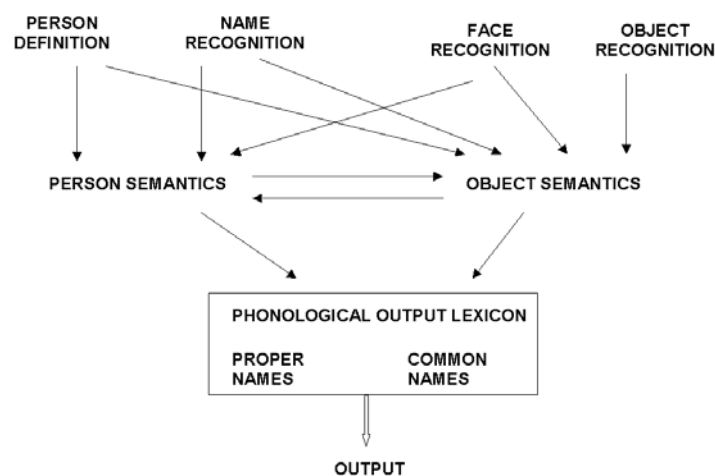 PERSON
DEFINITION
NAME
RECOGNITION
FACE
RECOGNITION
OBJECT
RECOGNITION
PERSON SEMANTICS
OBJECT SEMANTICS
PHONOLOGICAL OUTPUT LEXICON
PROPER
NAMES
COMMON
NAMES
OUTPUT